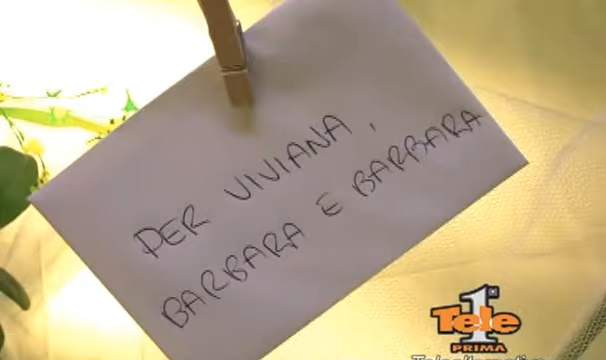 PER VIVIANA,
BARBARA E BARBARA
Tele 1
PRIMA